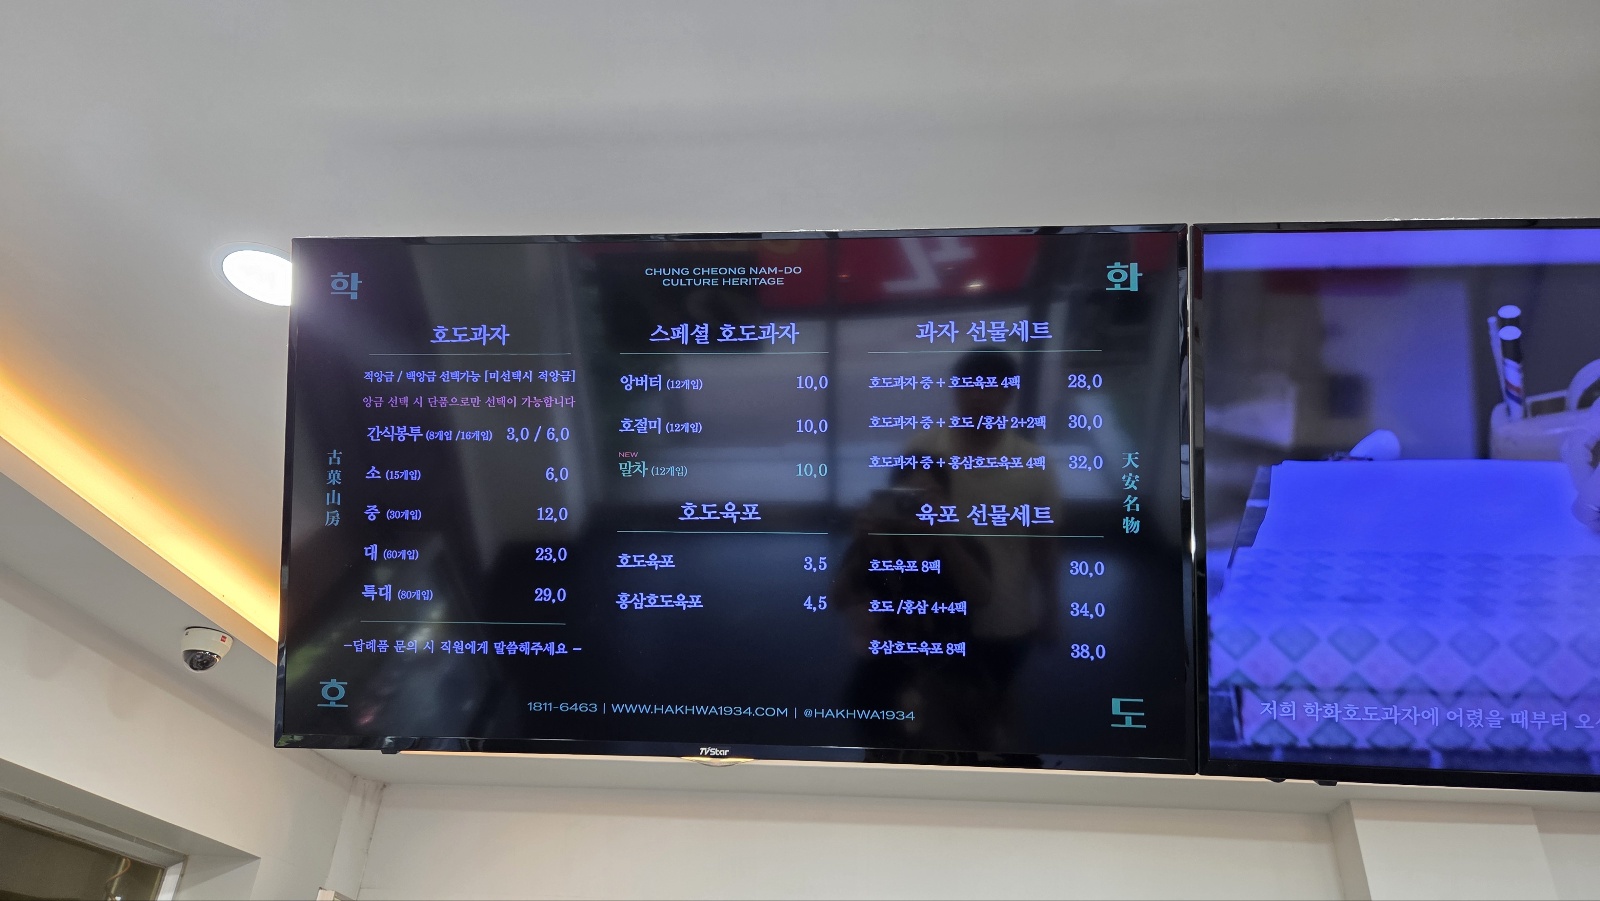 학
화
CHUNG CHEONG NAM-DO
CULTURE HERITAGE
호도과자
적앙금 / 백앙금 선택가능 [미선택시 적앙금]
앙금 선택 시 단품으로만 선택이 가능합니다
간식봉투 (8개입 /16개입) 3,0 / 6,0
소 (15개입) 6,0
중 (30개입) 12,0
대 (60개입) 23,0
특대 (80개입) 29,0
-답례품 문의 시 직원에게 말씀해주세요 -
스페셜 호도과자
앙버터 (12개입) 10,0
호절미 (12개입) 10,0
NEW
말차 (12개입) 10,0
호도육포
호도육포 3,5
홍삼호도육포 4,5
과자 선물세트
호도과자 중 + 호도육포 4팩 28,0
호도과자 중 + 호도 /홍삼 2+2팩 30,0
호도과자 중 + 홍삼호도육포 4팩 32,0
육포 선물세트
호도육포 8팩 30,0
호도 /홍삼 4+4팩 34,0
홍삼호도육포 8팩 38,0
古菓山房
天安名物
호
도
1811-6463 | WWW.HAKHWA1934.COM | @HAKHWA1934
TVStar
저희 학화호도과자에 어렸을 때부터 오